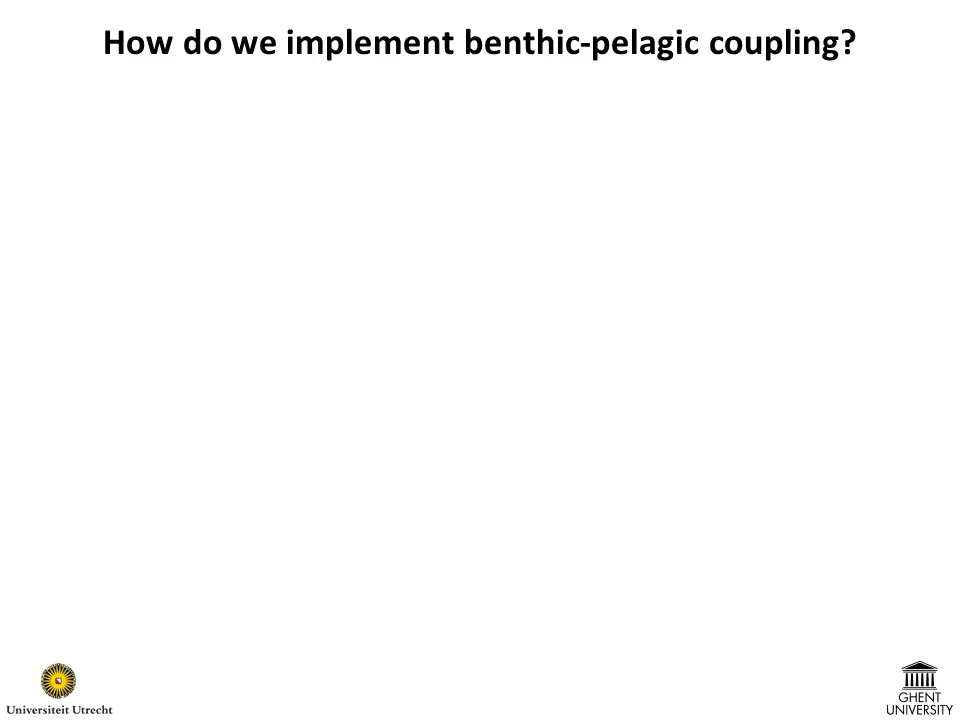 How do we implement benthic-pelagic coupling?
Universiteit Utrecht
GHENT
UNIVERSITY